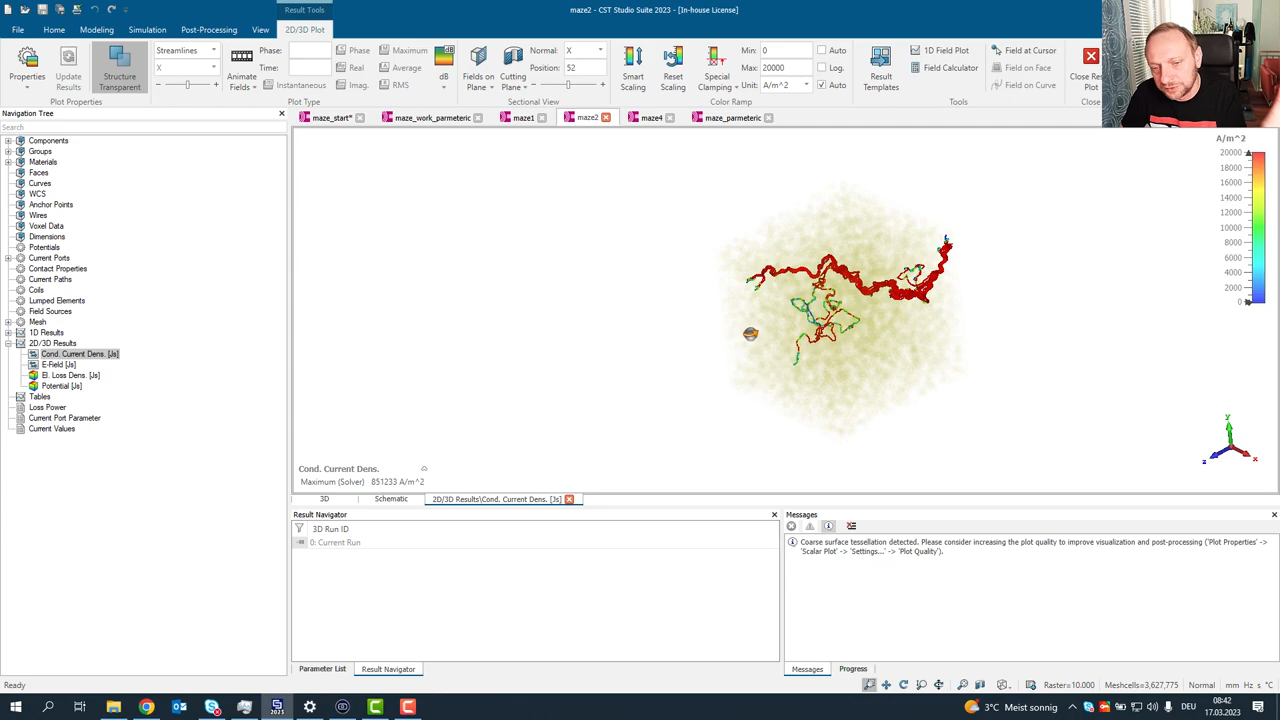 Result Tools
maze2 - CST Studio Suite 2023 - [In-house License]
File
Home
Modeling
Simulation
Post-Processing
View
2D/3D Plot
Properties
Update
Results
Structure
Transparent
Plot Properties
Streamlines
X
Animate
Fields
Phase:
Time:
Instantaneous
Phase
Real
Imag.
Maximum
Average
RMS
dB
Plot Type
Fields on
Plane
Cutting
Plane
Normal:
X
Position:
52
Sectional View
Smart
Scaling
Reset
Scaling
Special
Clamping
Min:
0
Auto
Max:
20000
Log.
Unit:
A/m^2
Auto
Color Ramp
Result
Templates
1D Field Plot
Field Calculator
Field at Cursor
Field on Face
Field on Curve
Tools
Close Res
Plot
Close
Navigation Tree
Search
maze_start*
maze_work_parmeteric
maze1
maze2
maze4
maze_parmeteric
Components
Groups
Materials
Faces
Curves
WCS
Anchor Points
Wires
Voxel Data
Dimensions
Potentials
Current Ports
Contact Properties
Current Paths
Coils
Lumped Elements
Field Sources
Mesh
1D Results
2D/3D Results
Cond. Current Dens. [Js]
E-Field [Js]
El. Loss Dens. [Js]
Potential [Js]
Tables
Loss Power
Current Port Parameter
Current Values
A/m^2
20000
18000
16000
14000
12000
10000
8000
6000
4000
2000
0
y
z
x
Cond. Current Dens.
Maximum (Solver) 851233 A/m^2
3D
Schematic
2D/3D Results\Cond. Current Dens. [Js]
Result Navigator
3D Run ID
0: Current Run
Parameter List
Result Navigator
Messages
Coarse surface tessellation detected. Please consider increasing the plot quality to improve visualization and post-processing ('Plot Properties' ->
'Scalar Plot' -> 'Settings...' -> 'Plot Quality').
Messages
Progress
Ready
Raster=10.000
Meshcells=3,627,775
Normal
mm Hz s °C
2023
3°C Meist sonnig
DEU
08:42
17.03.2023